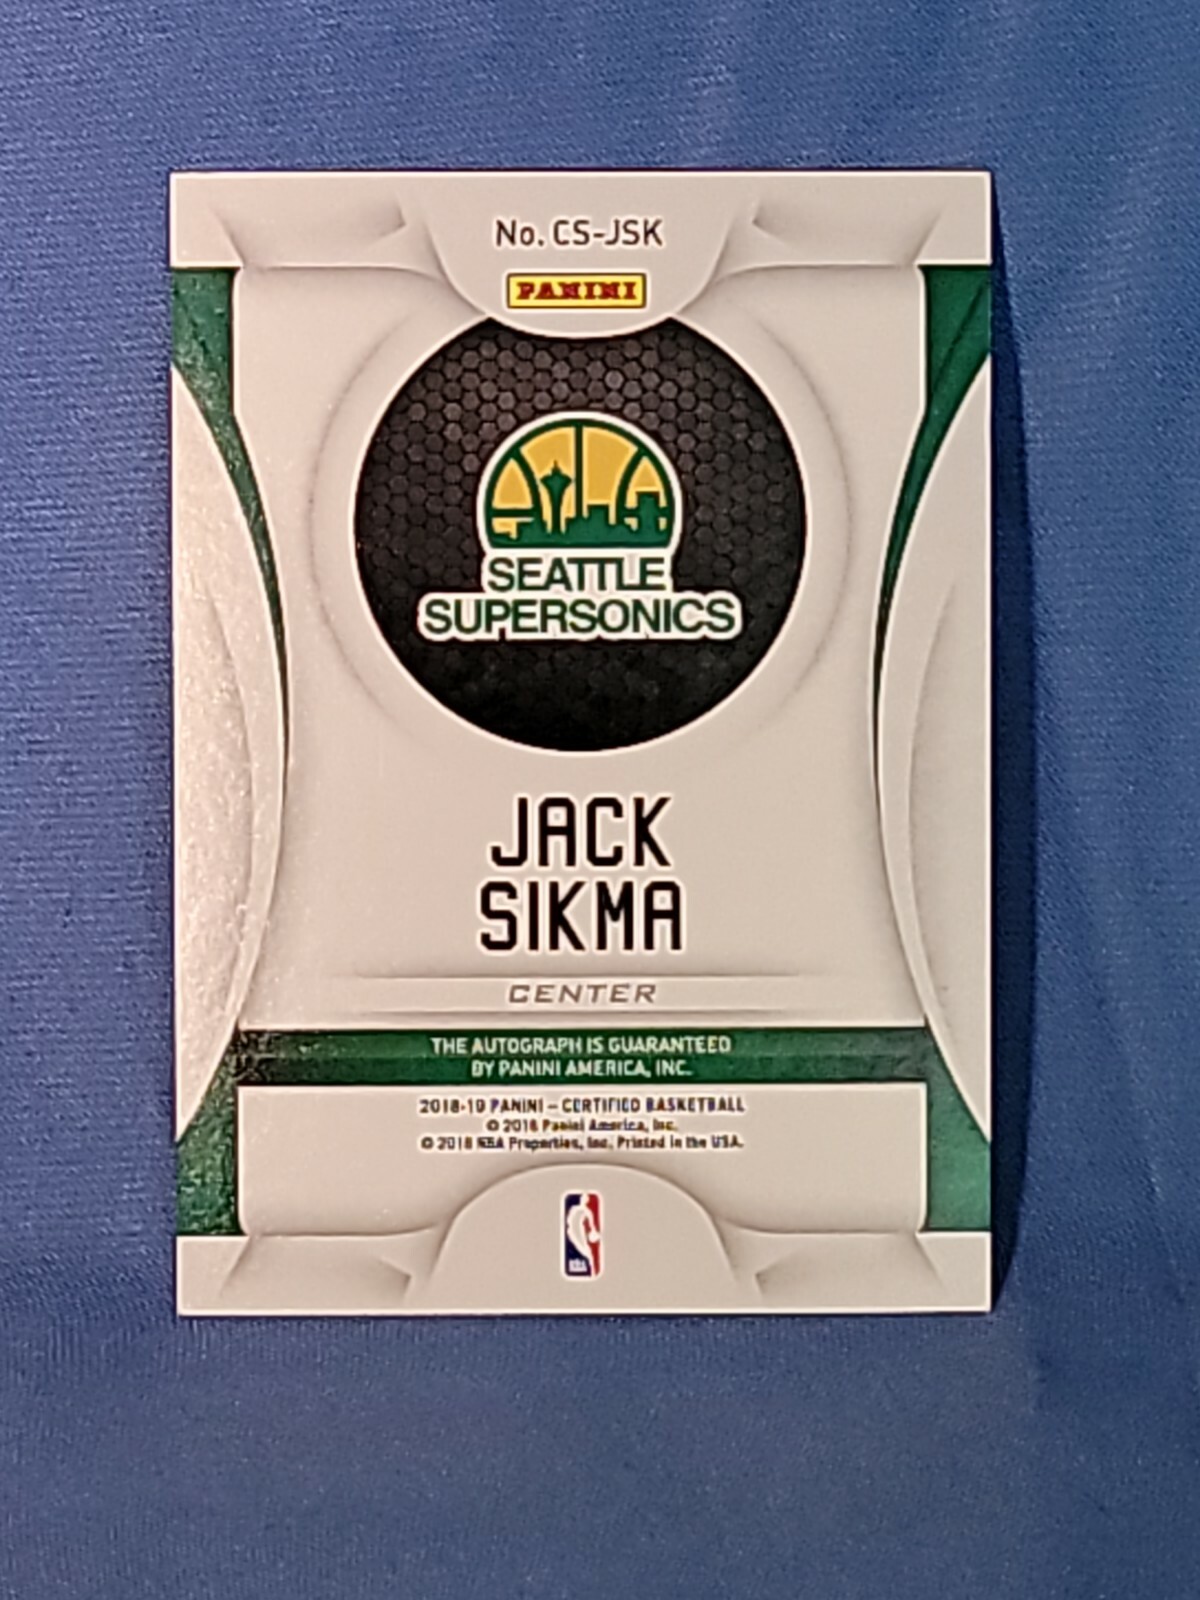 No. CS-JSK
PANINI
SEATTLE
SUPERSONICS
JACK
SIKMA
CENTER
THE AUTOGRAPH IS GUARANTEED
BY PANINI AMERICA, INC.
2018-19 PANINI – CERTIFIED BASKETBALL
© 2018 Panini America, Inc.
© 2018 NBA Properties, Inc. Printed in the USA.
NBA